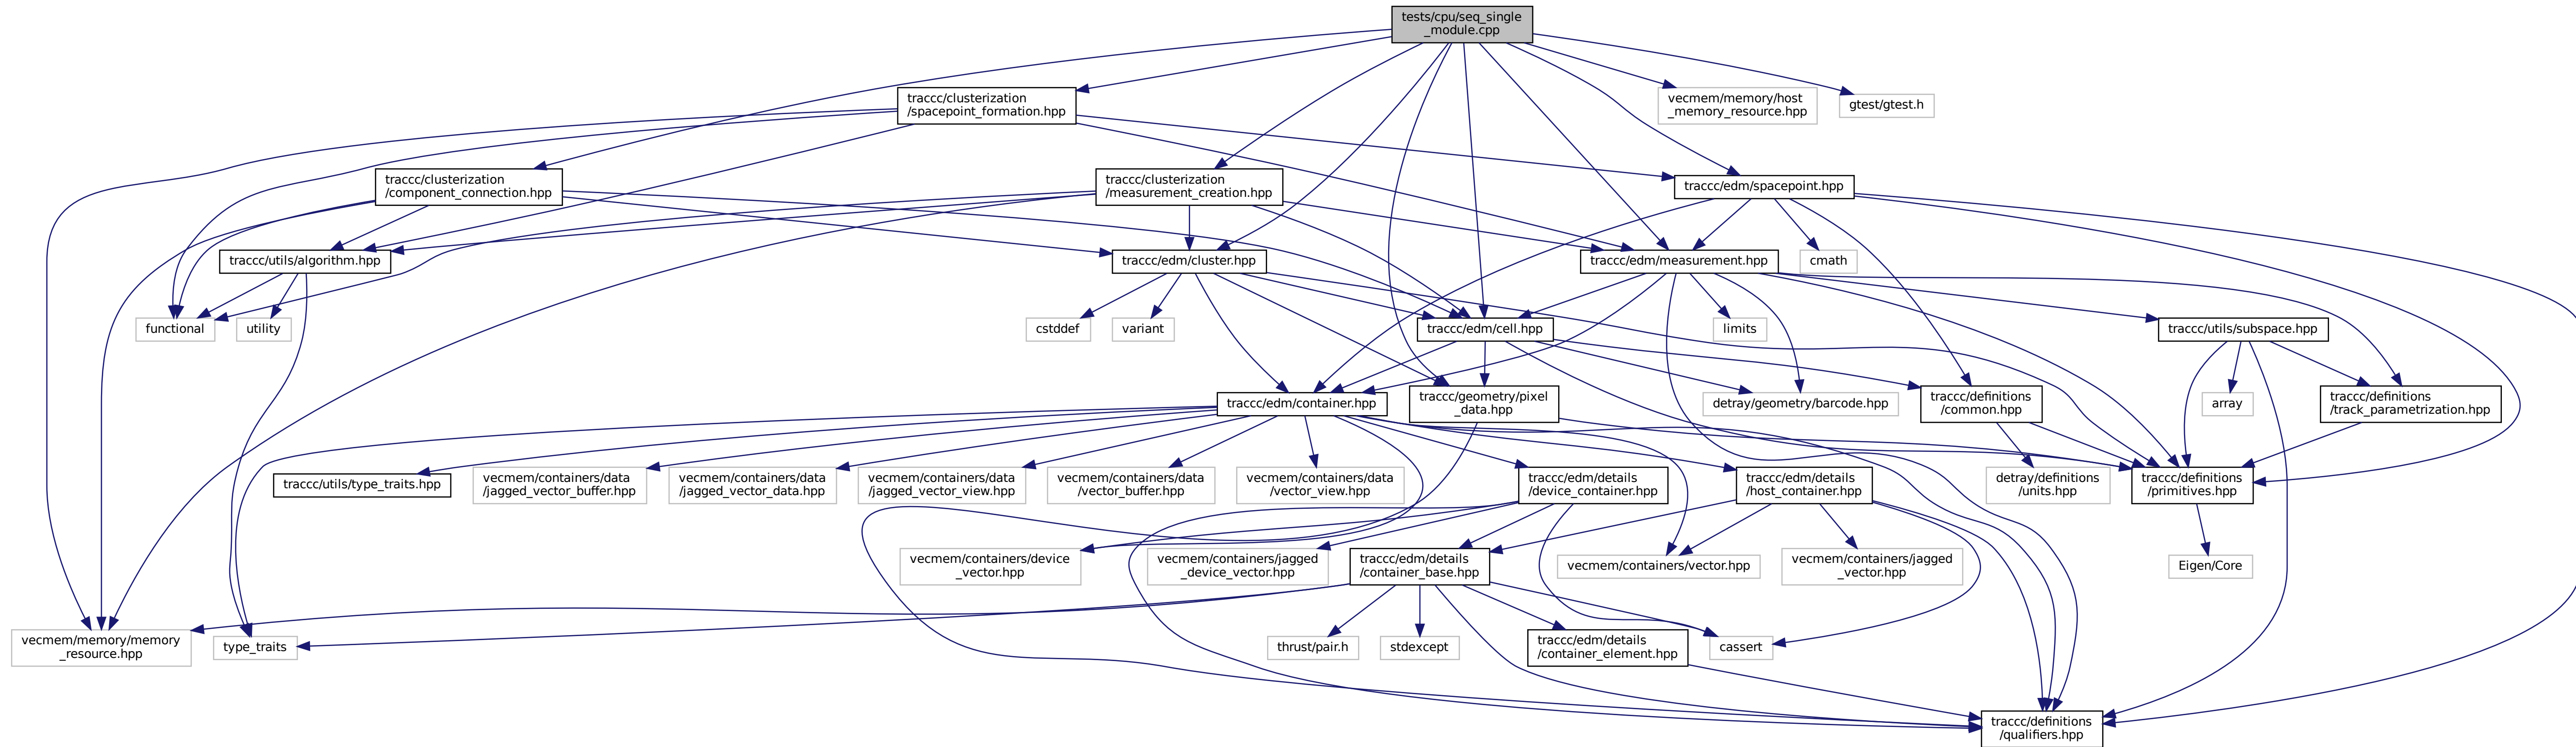 tests/cpu/seq_single
_module.cpp
traccc/clusterization
/spacepoint_formation.hpp
vecmem/memory/host
_memory_resource.hpp
gtest/gtest.h
traccc/clusterization
/component_connection.hpp
traccc/clusterization
/measurement_creation.hpp
traccc/edm/spacepoint.hpp
traccc/utils/algorithm.hpp
traccc/edm/cluster.hpp
traccc/edm/measurement.hpp
cmath
functional
utility
cstddef
variant
traccc/edm/cell.hpp
limits
traccc/utils/subspace.hpp
traccc/edm/container.hpp
traccc/geometry/pixel
_data.hpp
detray/geometry/barcode.hpp
traccc/definitions
/common.hpp
array
traccc/definitions
/track_parametrization.hpp
traccc/utils/type_traits.hpp
vecmem/containers/data
/jagged_vector_buffer.hpp
vecmem/containers/data
/jagged_vector_data.hpp
vecmem/containers/data
/jagged_vector_view.hpp
vecmem/containers/data
/vector_buffer.hpp
vecmem/containers/data
/vector_view.hpp
traccc/edm/details
/device_container.hpp
traccc/edm/details
/host_container.hpp
detray/definitions
/units.hpp
traccc/definitions
/primitives.hpp
vecmem/containers/device
_vector.hpp
vecmem/containers/jagged
_device_vector.hpp
traccc/edm/details
/container_base.hpp
vecmem/containers/vector.hpp
vecmem/containers/jagged
_vector.hpp
Eigen/Core
vecmem/memory/memory
_resource.hpp
type_traits
thrust/pair.h
stdexcept
traccc/edm/details
/container_element.hpp
cassert
traccc/definitions
/qualifiers.hpp